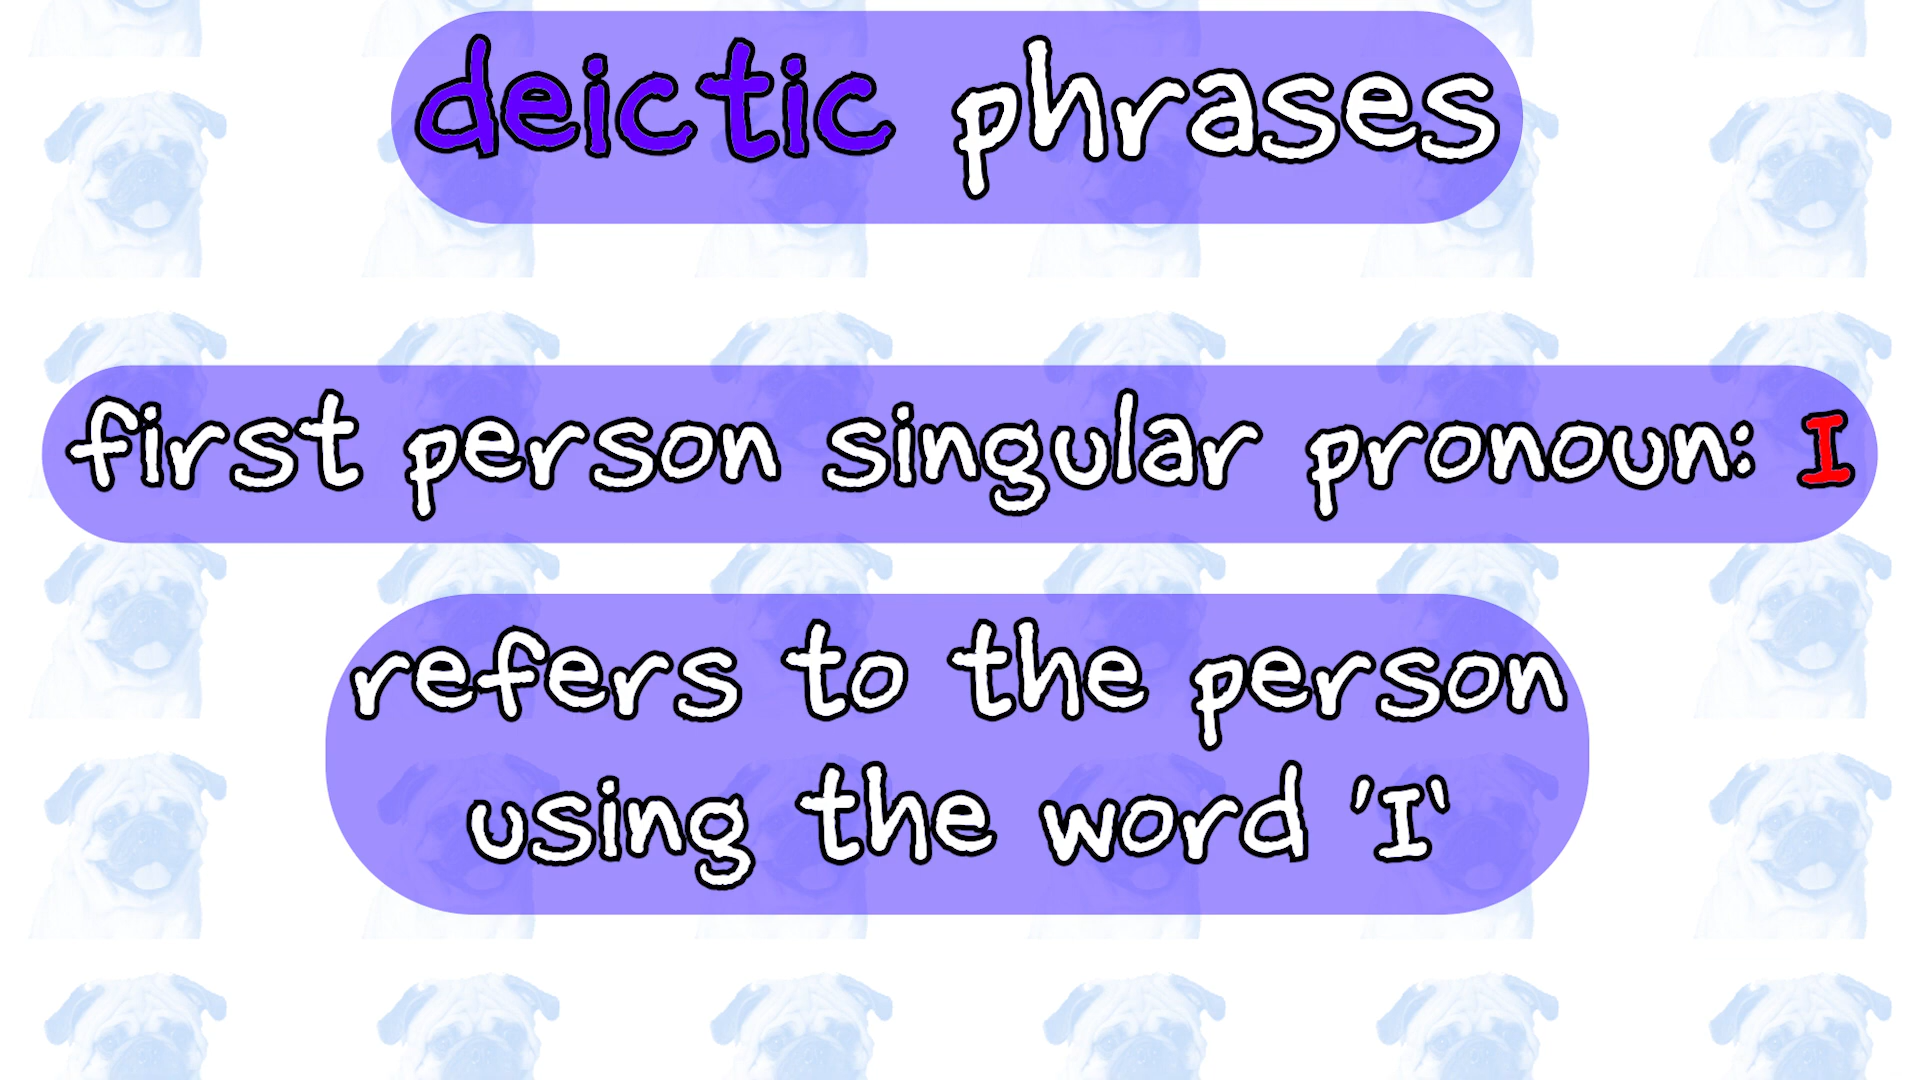 deictic phrases
first person singular pronoun: I
refers to the person
using the word 'I'